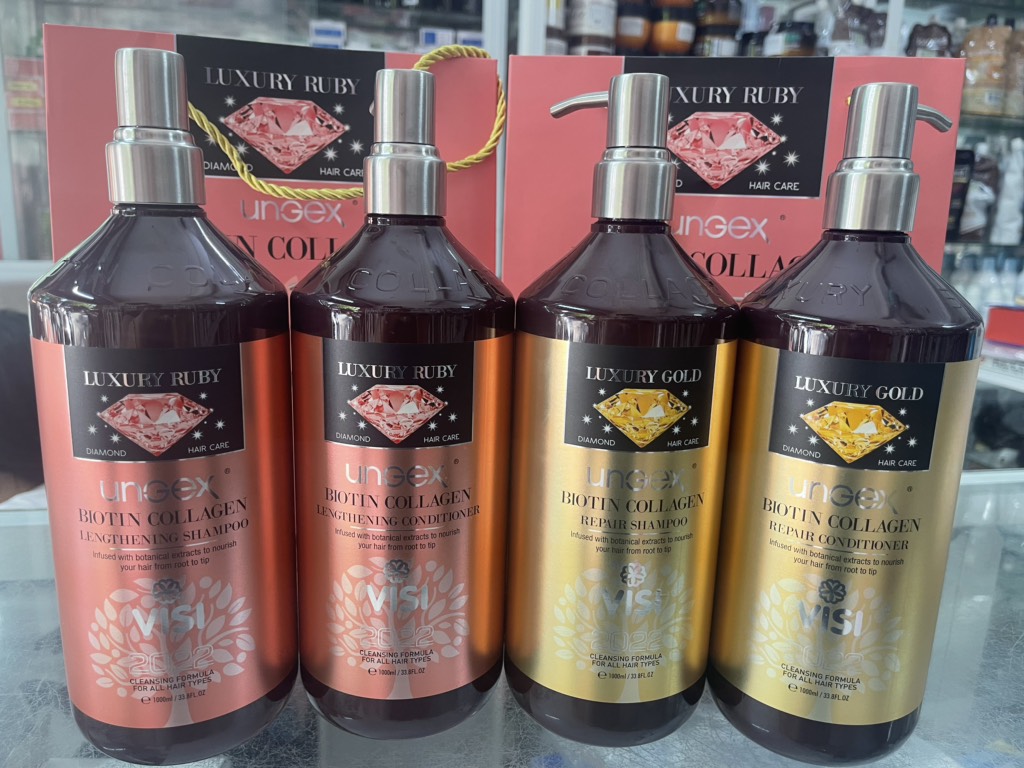 LUXURY RUBY
DIAMOND
HAIR CARE
ungex
COLLA
LUXURY RUBY
DIAMOND
HAIR CARE
ungex
COLLA
LUXURY RUBY
DIAMOND
HAIR CARE
ungex®
BIOTIN COLLAGEN
LENGTHENING SHAMPOO
Infused with botanical extracts to nourish
your hair from root to tip
VISI
2022
CLEANSING FORMULA
FOR ALL HAIR TYPES
℮ 1000ml / 33.8FL.OZ
LUXURY RUBY
DIAMOND
HAIR CARE
ungex®
BIOTIN COLLAGEN
LENGTHENING CONDITIONER
Infused with botanical extracts to nourish
your hair from root to tip
VISI
2022
CLEANSING FORMULA
FOR ALL HAIR TYPES
℮ 1000ml / 33.8FL.OZ
LUXURY GOLD
DIAMOND
HAIR CARE
ungex
BIOTIN COLLAGEN
REPAIR SHAMPOO
Infused with botanical extracts to nourish
your hair from root to tip
VISI
2022
CLEANSING FORMULA
FOR ALL HAIR TYPES
℮ 1000ml / 33.8FL.OZ
LUXURY GOLD
DIAMOND
HAIR CARE
ungex®
BIOTIN COLLAGEN
REPAIR CONDITIONER
Infused with botanical extracts to nourish
your hair from root to tip
VISI
CLEANSING FORMULA
FOR ALL HAIR TYPES
℮ 1000ml / 33.8FL.OZ